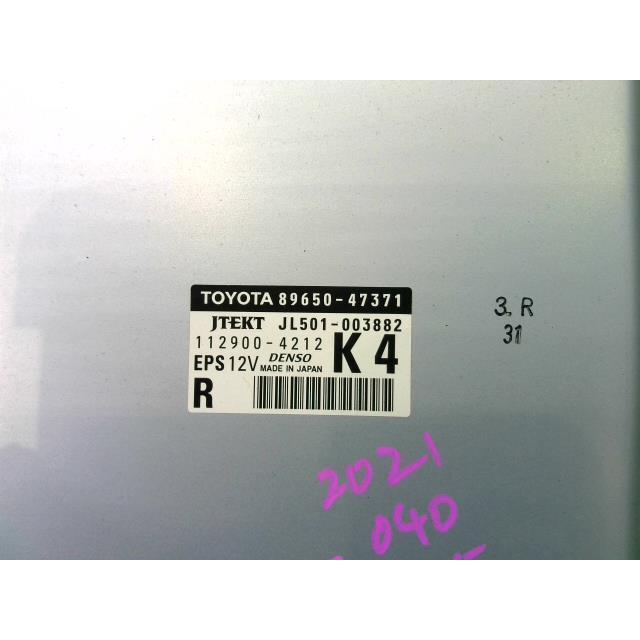 TOYOTA 89650-47371
JTEKT JL501-003882
112900-4212 K4
EPS 12V DENSO MADE IN JAPAN
R
3. R
31
2021
040